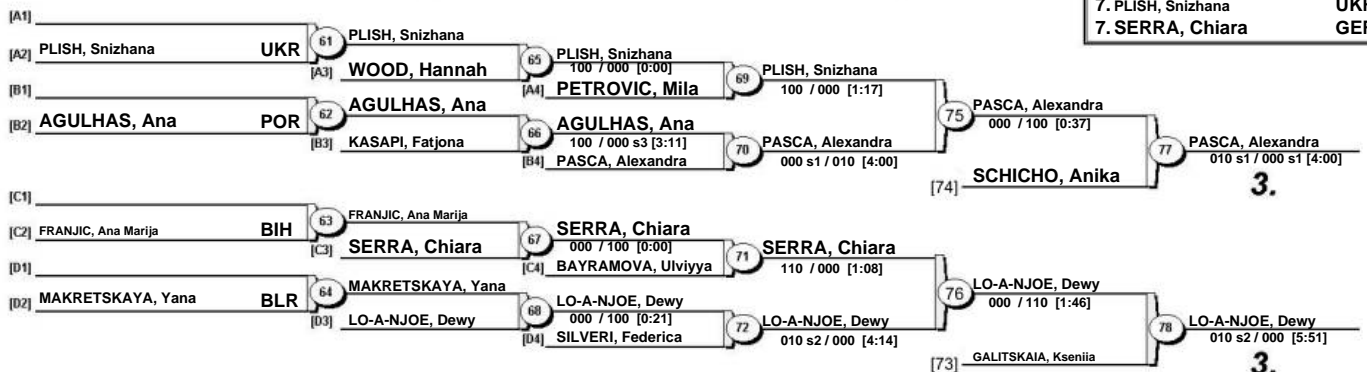 7. PLISH, Snizhana UKR
7. SERRA, Chiara GER
[A1]
[A2] PLISH, Snizhana UKR
61
PLISH, Snizhana
[A3] WOOD, Hannah
65
PLISH, Snizhana
100 / 000 [0:00]
[A4] PETROVIC, Mila
69
PLISH, Snizhana
100 / 000 [1:17]
[B1]
[B2] AGULHAS, Ana POR
62
AGULHAS, Ana
[B3] KASAPI, Fatjona
66
AGULHAS, Ana
100 / 000 s3 [3:11]
[B4] PASCA, Alexandra
70
PASCA, Alexandra
000 s1 / 010 [4:00]
75
PASCA, Alexandra
000 / 100 [0:37]
[74] SCHICHO, Anika
77
PASCA, Alexandra
010 s1 / 000 s1 [4:00]
3.
[C1]
[C2] FRANJIC, Ana Marija BIH
63
FRANJIC, Ana Marija
[C3] SERRA, Chiara
67
SERRA, Chiara
000 / 100 [0:00]
[C4] BAYRAMOVA, Ulviyya
71
SERRA, Chiara
110 / 000 [1:08]
[D1]
[D2] MAKRETSKAYA, Yana BLR
64
MAKRETSKAYA, Yana
[D3] LO-A-NJOE, Dewy
68
LO-A-NJOE, Dewy
000 / 100 [0:21]
[D4] SILVERI, Federica
72
LO-A-NJOE, Dewy
010 s2 / 000 [4:14]
76
LO-A-NJOE, Dewy
000 / 110 [1:46]
[73] GALITSKAIA, Kseniia
78
LO-A-NJOE, Dewy
010 s2 / 000 [5:51]
3.